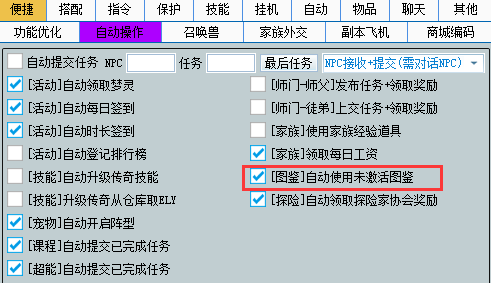 便捷 搭配 指令 保护 技能 挂机 自动 物品 聊天 其他
功能优化 自动操作 召唤兽 家族外交 副本飞机 商城编码
自动提交任务 NPC 任务 最后任务 NPC接收+提交(需对话NPC)
[活动]自动领取梦灵 [师门-师父]发布任务+领取奖励
[活动]自动每日签到 [师门-徒弟]上交任务+领取奖励
[活动]自动时长签到 [家族]使用家族经验道具
[活动]自动登记排行榜 [家族]领取每日工资
[技能]自动升级传奇技能 [图鉴]自动使用未激活图鉴
[技能]升级传奇从仓库取ELY [探险]自动领取探险家协会奖励
[宠物]自动开启阵型
[课程]自动提交已完成任务
[超能]自动提交已完成任务